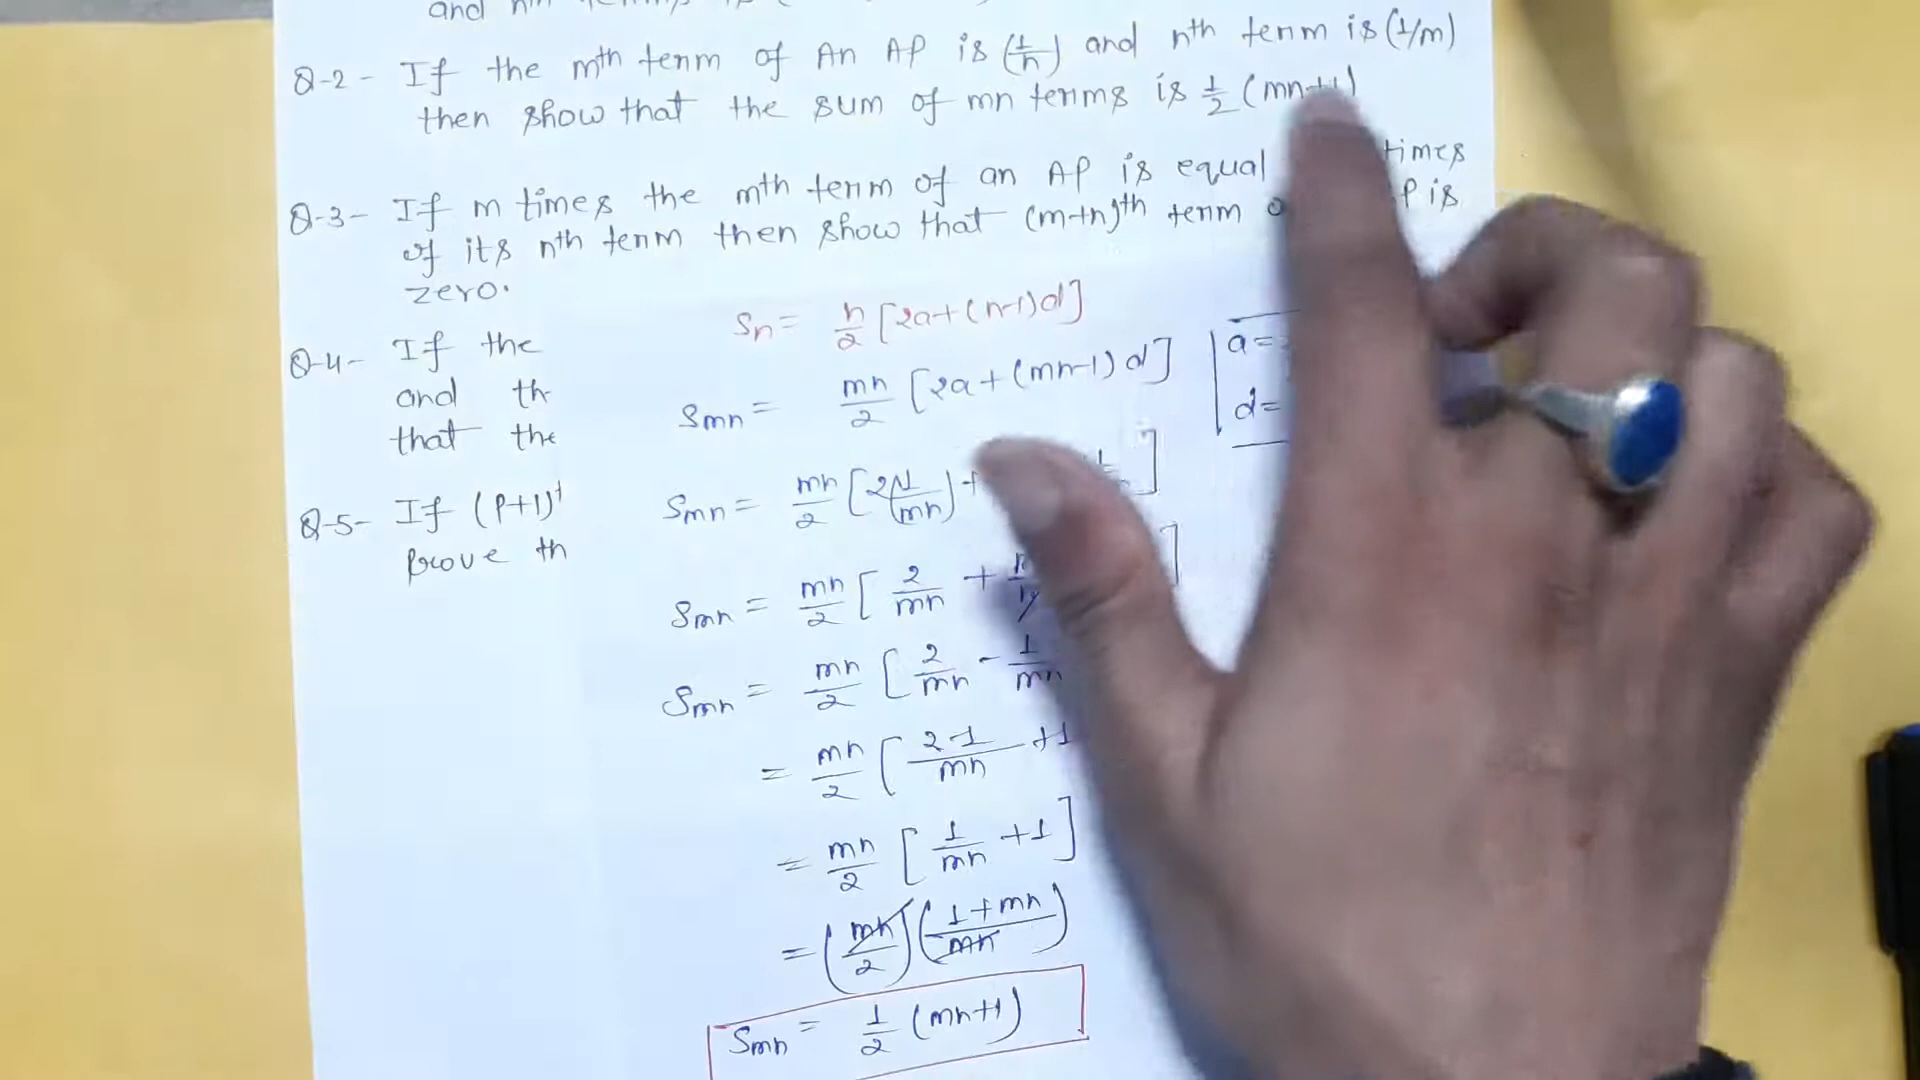 and
Q-2- If the mth term of An AP is (1/n) and nth term is (1/m)
then show that the sum of mn terms is 1/2 (mn+1)
Q-3- If m times the mth term of an AP is equal times
of its nth term then show that (m+n)th term P is
zero.
Sn = n/2 [2a+(n-1)d]
Q-4- If the
and th
that the
Smn = mn/2 [2a+(mn-1)d]
a=
d=
Q-5- If (P+1)t
prove th
Smn = mn/2 [2(1/mn)+ ]
Smn = mn/2 [2/mn + ]
Smn = mn/2 [2/mn - 1/mn
= mn/2 [2-1/mn +1
= mn/2 [1/mn +1]
= (mn/2)(1+mn/mn)
Smn = 1/2 (mn+1)